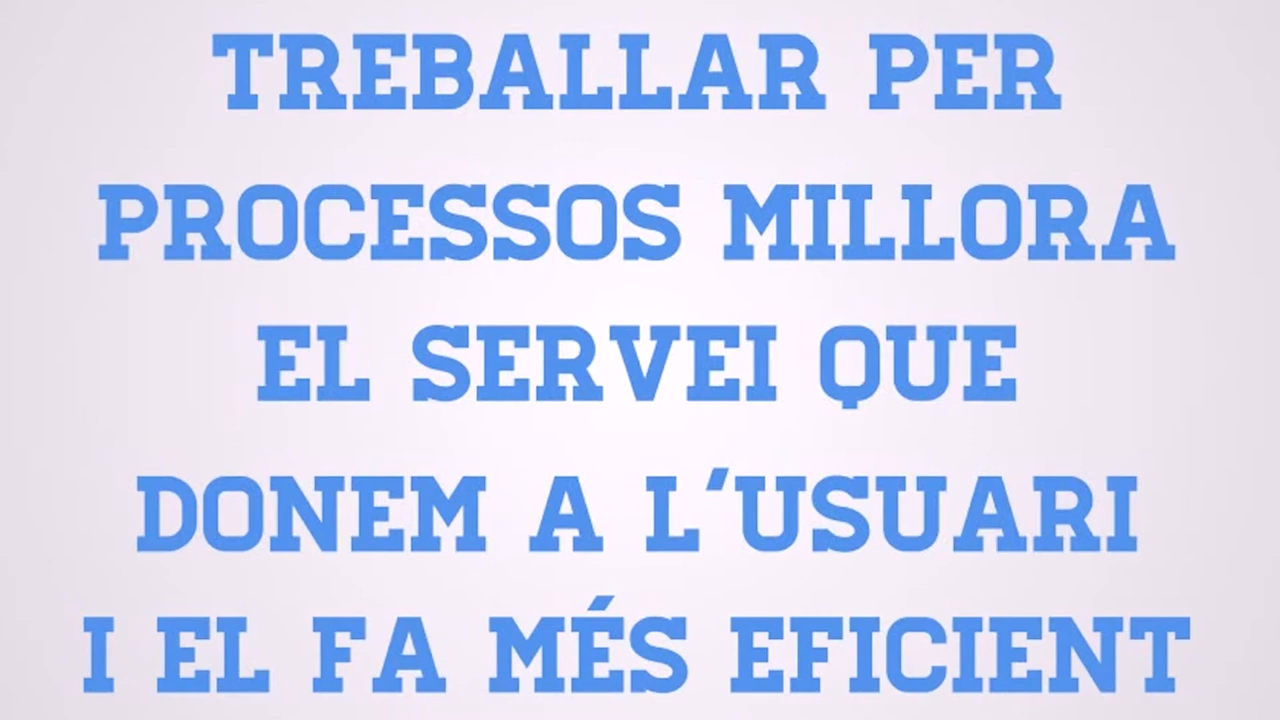 TREBALLAR PER
PROCESSOS MILLORA
EL SERVEI QUE
DONEM A L'USUARI
I EL FA MÉS EFICIENT